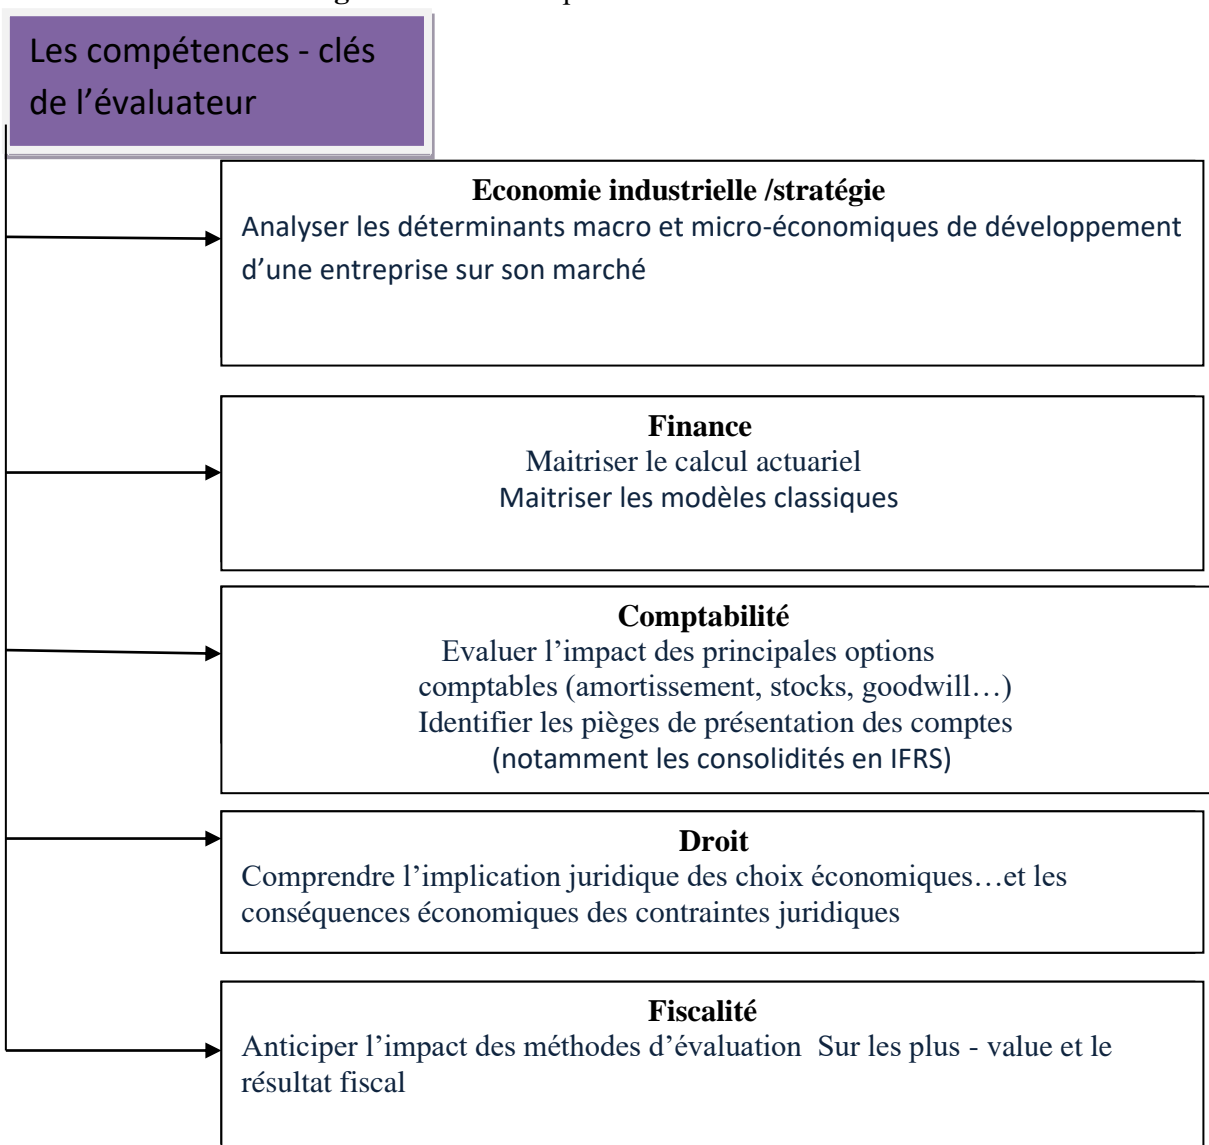 Les compétences - clés
de l’évaluateur
Economie industrielle /stratégie
Analyser les déterminants macro et micro-économiques de développement
d’une entreprise sur son marché
Finance
Maitriser le calcul actuariel
Maitriser les modèles classiques
Comptabilité
Evaluer l’impact des principales options
comptables (amortissement, stocks, goodwill…)
Identifier les pièges de présentation des comptes
(notamment les consolidités en IFRS)
Droit
Comprendre l’implication juridique des choix économiques…et les
conséquences économiques des contraintes juridiques
Fiscalité
Anticiper l’impact des méthodes d’évaluation  Sur les plus - value et le
résultat fiscal